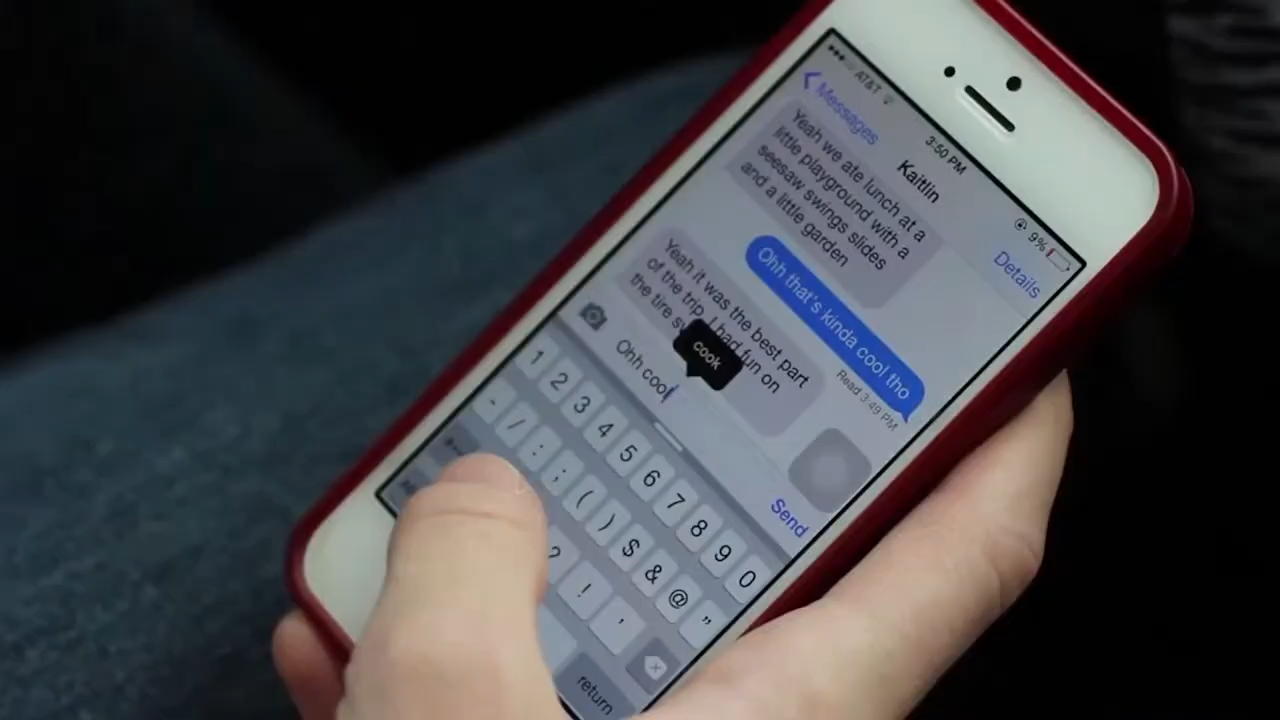 AT&T
3:50 PM
9%
Messages
Kaitlin
Details
Yeah we ate lunch at a
little playground with a
seesaw swings slides
and a little garden
Ohh that's kinda cool tho
Read 3:49 PM
Yeah it was the best part
of the trip. I had fun on
the tire
cook
Ohh cool
Send
1 2 3 4 5 6 7 8 9 0
- / : ; ( ) $ & @ "
? ! '
return